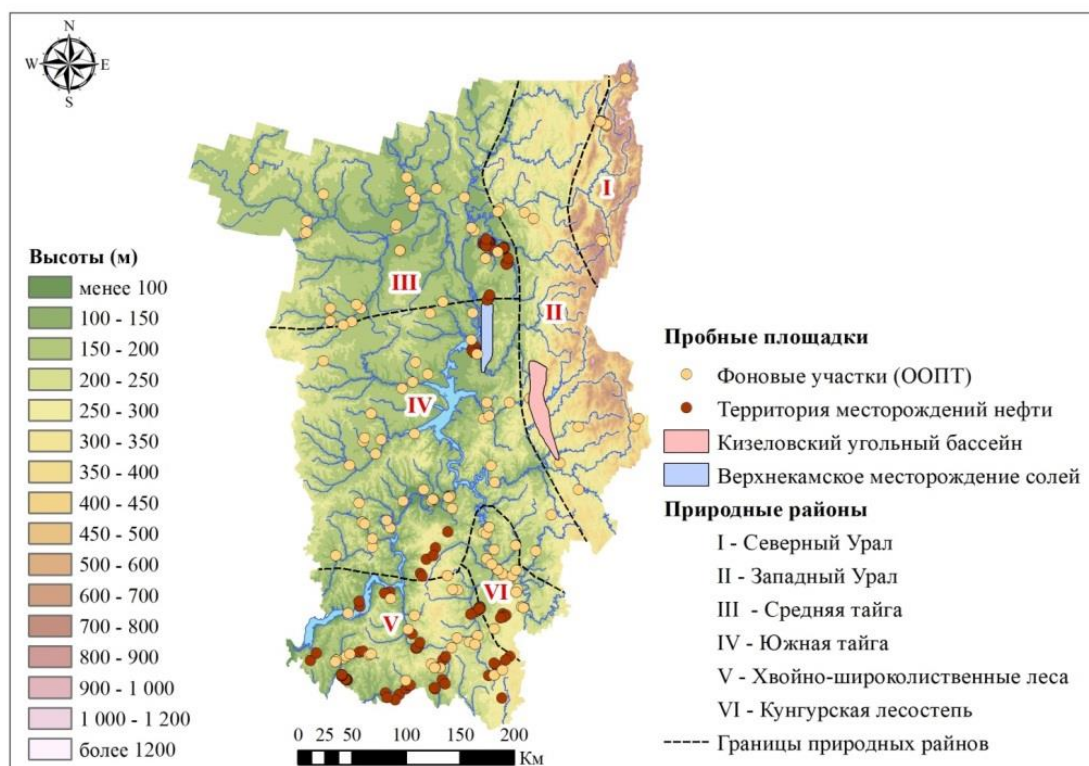 N
W E
S
I
III
II
IV
VI
V
Высоты (м)
менее 100
100 - 150
150 - 200
200 - 250
250 - 300
300 - 350
350 - 400
400 - 450
450 - 500
500 - 600
600 - 700
700 - 800
800 - 900
900 - 1 000
1 000 - 1 200
более 1200
Пробные площадки
Фоновые участки (ООПТ)
Территория месторождений нефти
Кизеловский угольный бассейн
Верхнекамское месторождение солей
Природные районы
I - Северный Урал
II - Западный Урал
III - Средняя тайга
IV - Южная тайга
V - Хвойно-широколиственные леса
VI - Кунгурская лесостепь
Границы природных райнов
0 25 50 100 150 200
Км